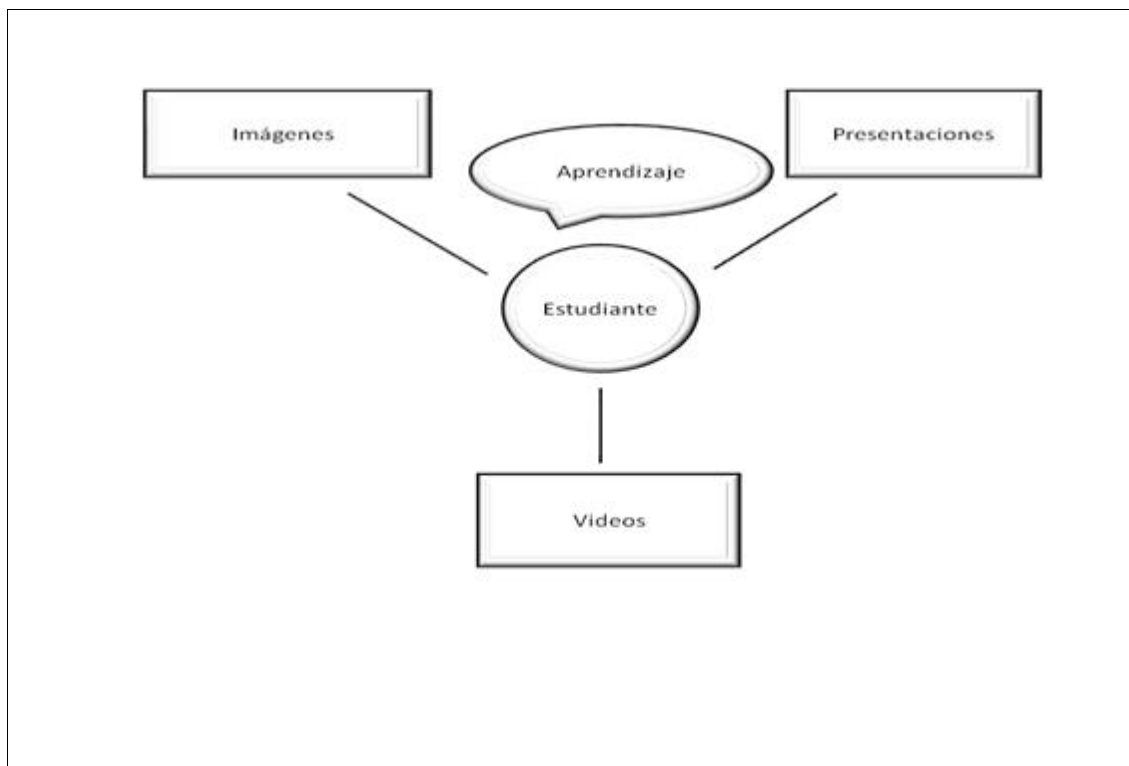 Imágenes
Presentaciones
Aprendizaje
Estudiante
Videos